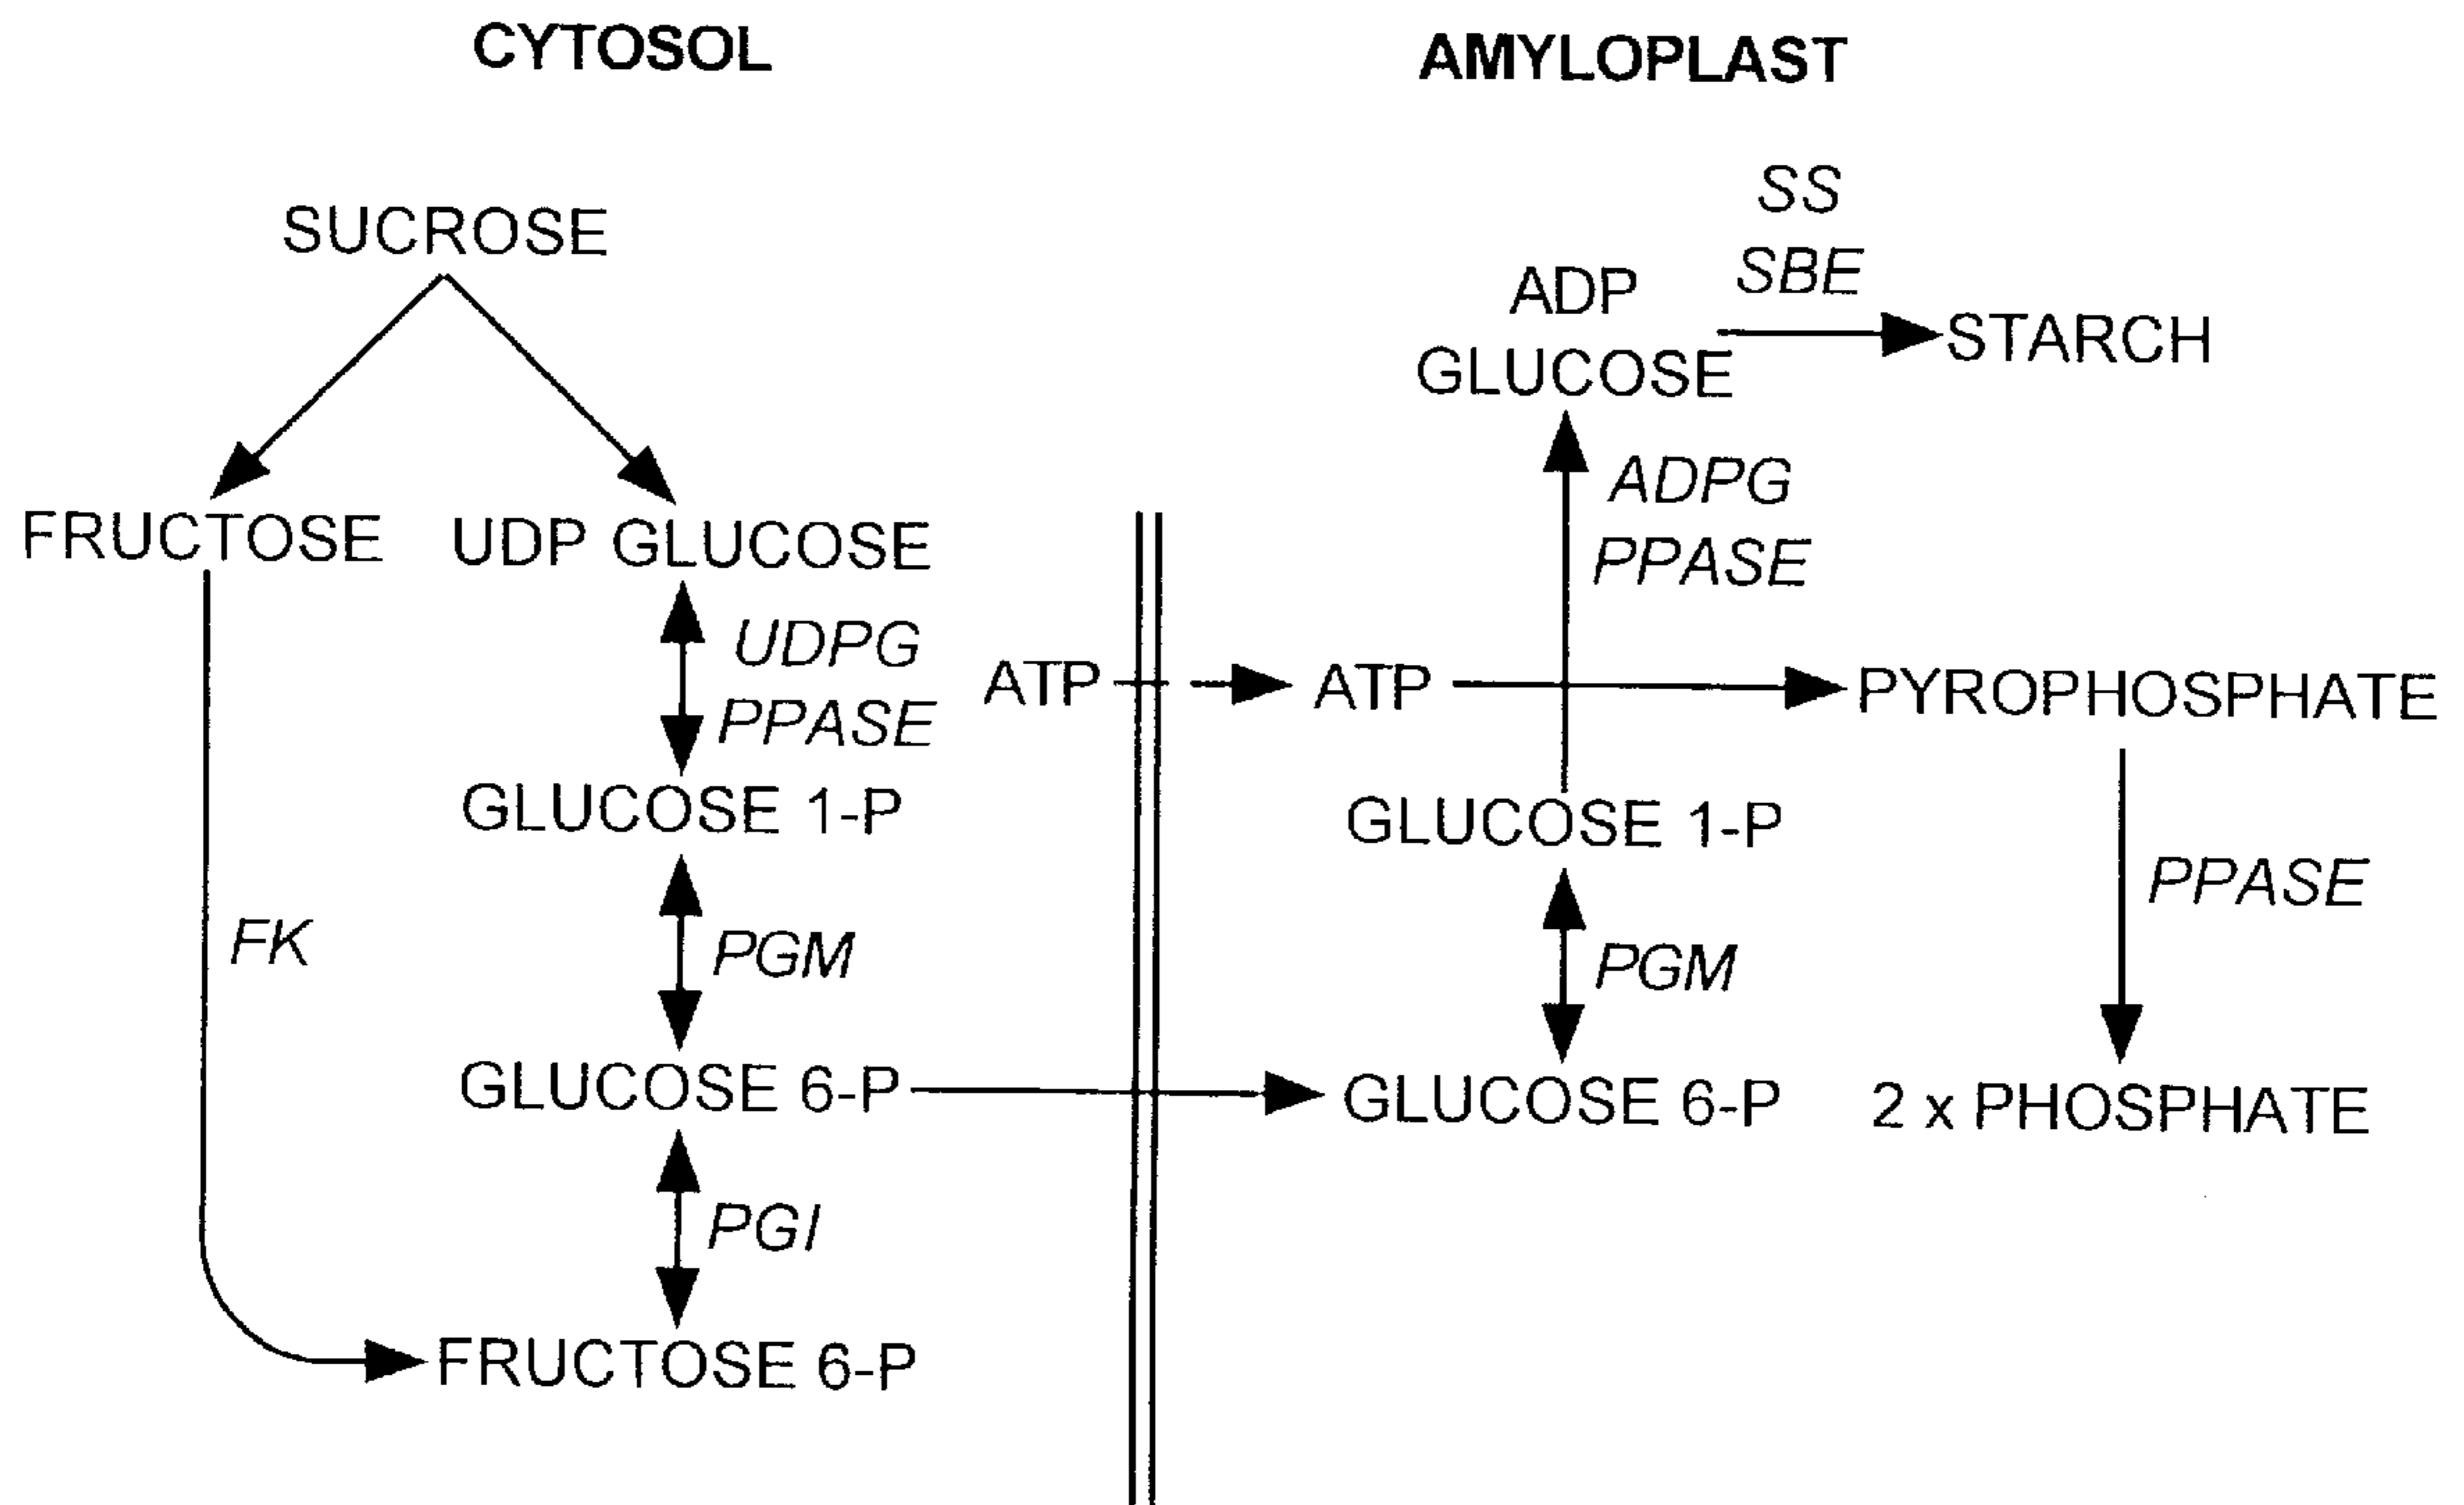 CYTOSOL
AMYLOPLAST
SUCROSE
FRUCTOSE
UDP GLUCOSE
UDPG
PPASE
GLUCOSE 1-P
FK
PGM
GLUCOSE 6-P
PGI
FRUCTOSE 6-P
ATP
ATP
SS
SBE
ADP
GLUCOSE
STARCH
ADPG
PPASE
PYROPHOSPHATE
GLUCOSE 1-P
PPASE
PGM
GLUCOSE 6-P
2 x PHOSPHATE